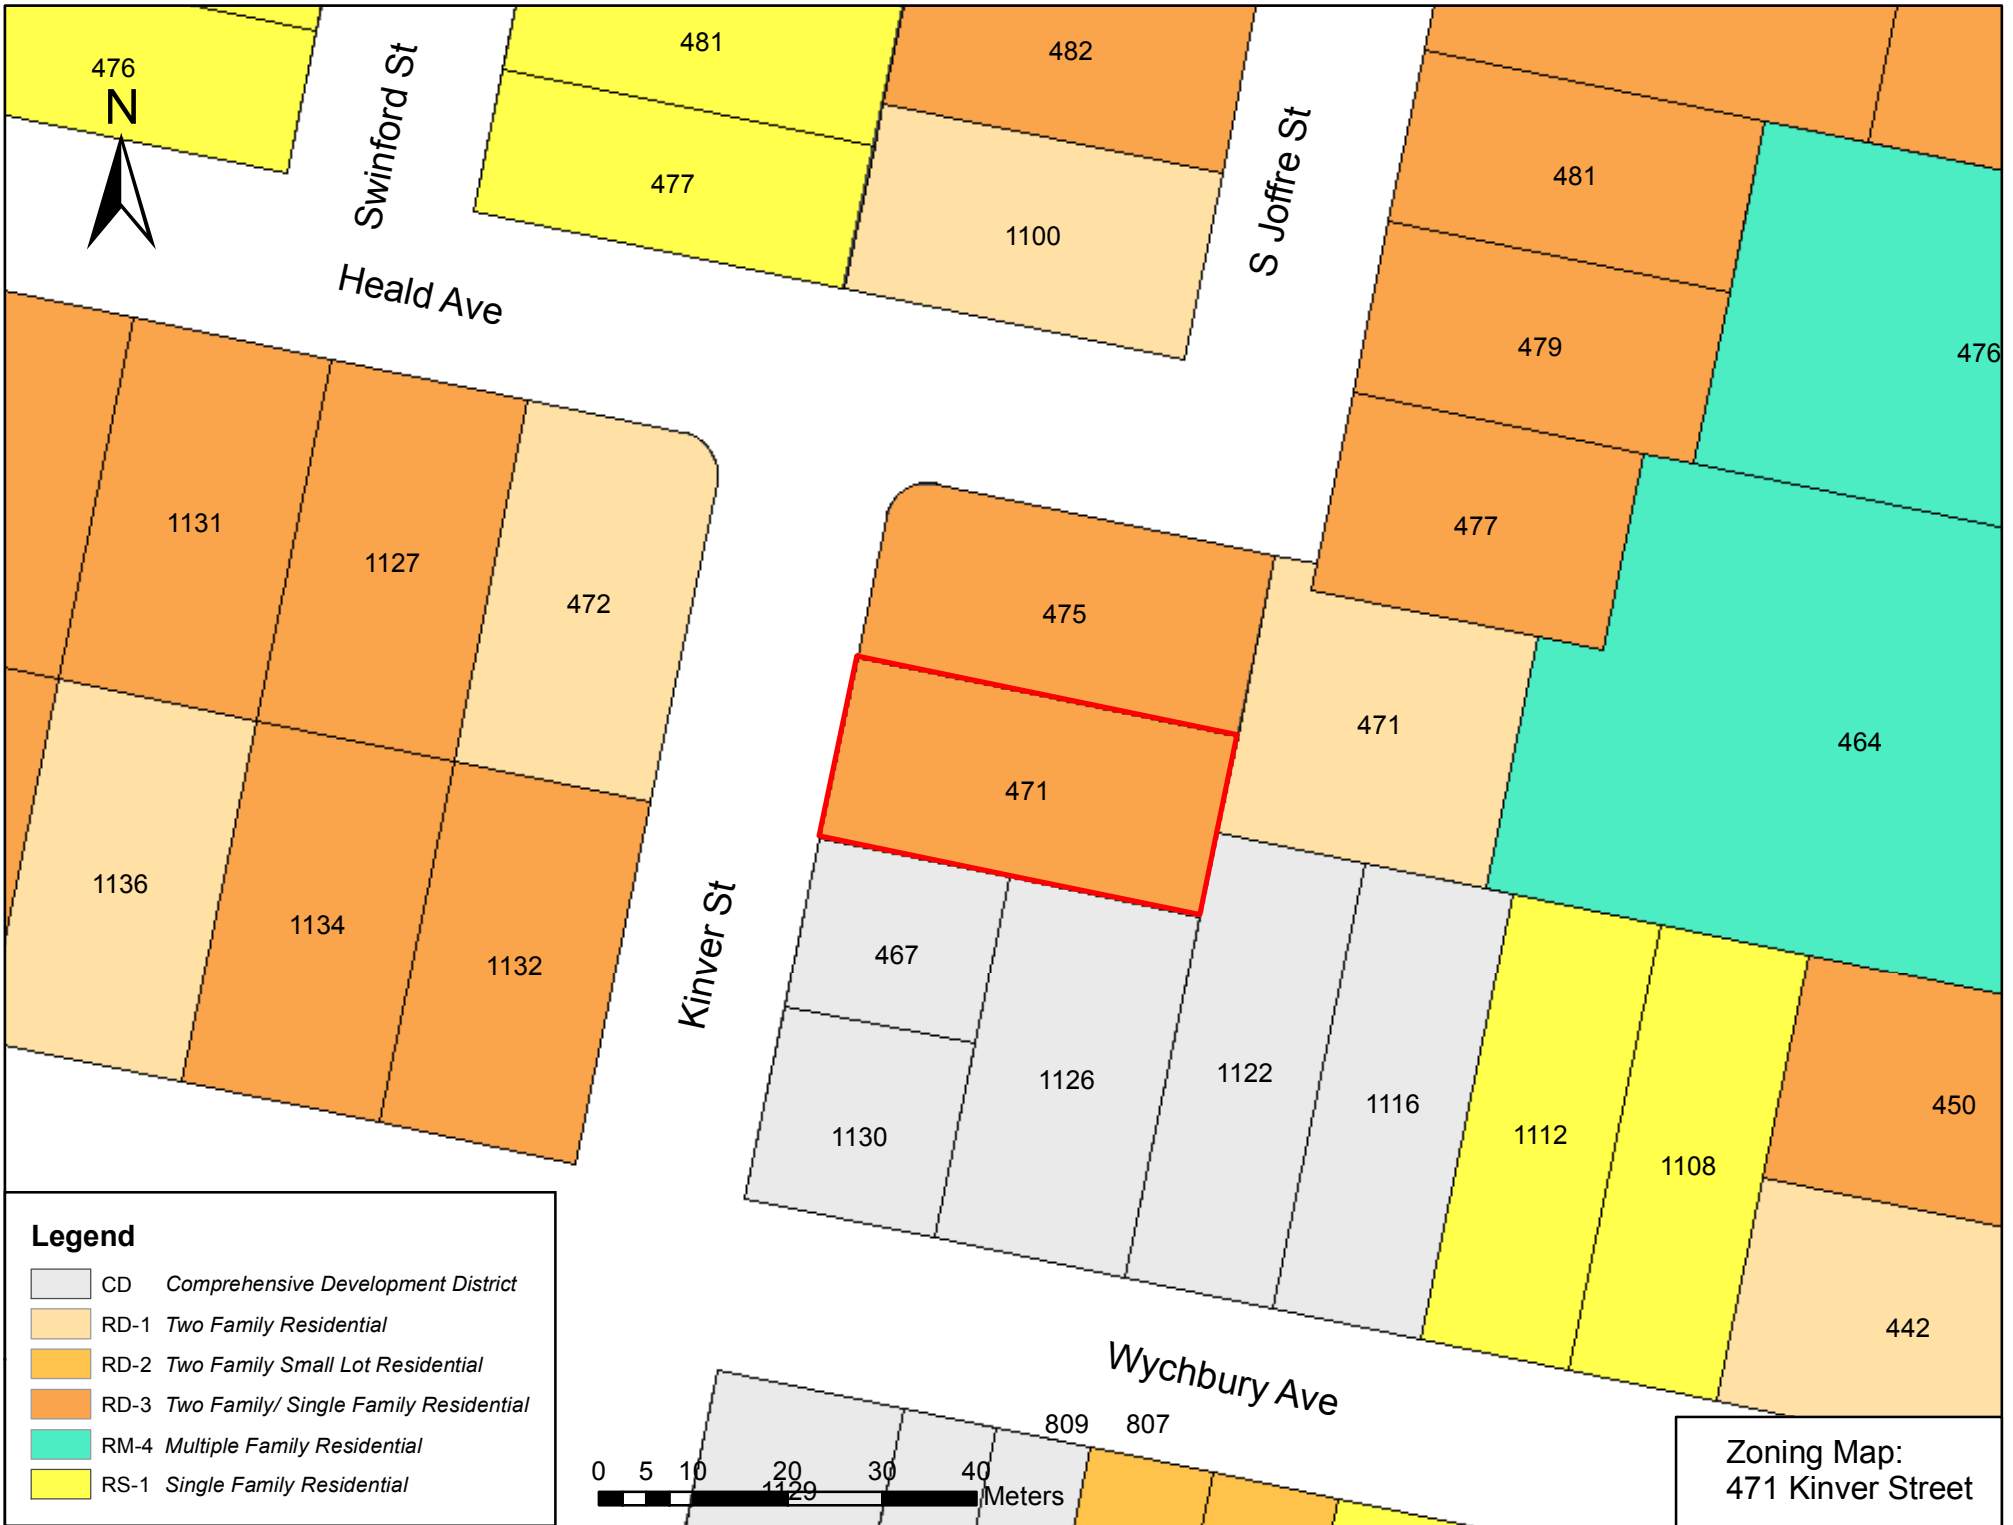 476
N
Swinford St
481
482
477
1100
S Joffre St
481
479
476
477
Heald Ave
1131
1127
472
475
471
471
464
1136
1134
1132
Kinver St
467
1130
1126
1122
1116
1112
1108
450
442
Wychbury Ave
809 807
1129
0 5 10 20 30 40
Meters
Legend
CD Comprehensive Development District
RD-1 Two Family Residential
RD-2 Two Family Small Lot Residential
RD-3 Two Family/ Single Family Residential
RM-4 Multiple Family Residential
RS-1 Single Family Residential
Zoning Map:
471 Kinver Street